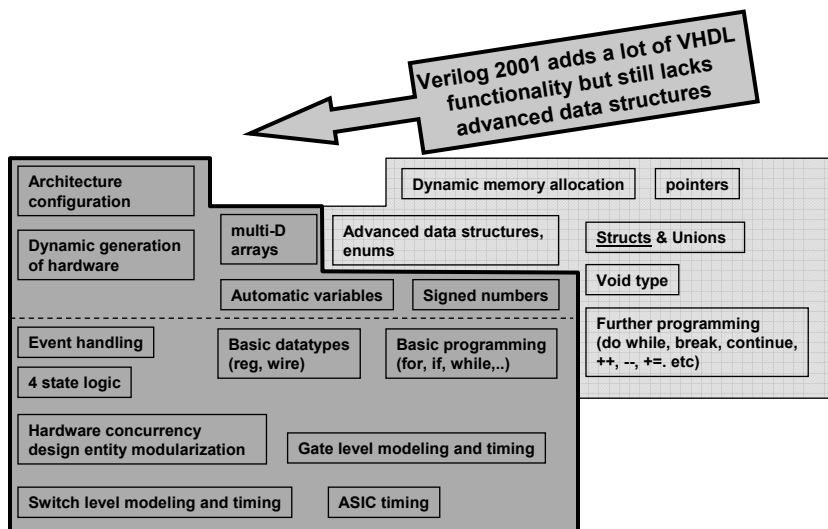 Verilog 2001 adds a lot of VHDL
functionality but still lacks
advanced data structures
Architecture
configuration
Dynamic memory allocation
pointers
Dynamic generation
of hardware
multi-D
arrays
Advanced data structures,
enums
Structs & Unions
Void type
Automatic variables
Signed numbers
Further programming
(do while, break, continue,
++, --, +=. etc)
Event handling
Basic datatypes
(reg, wire)
Basic programming
(for, if, while,..)
4 state logic
Hardware concurrency
design entity modularization
Gate level modeling and timing
Switch level modeling and timing
ASIC timing